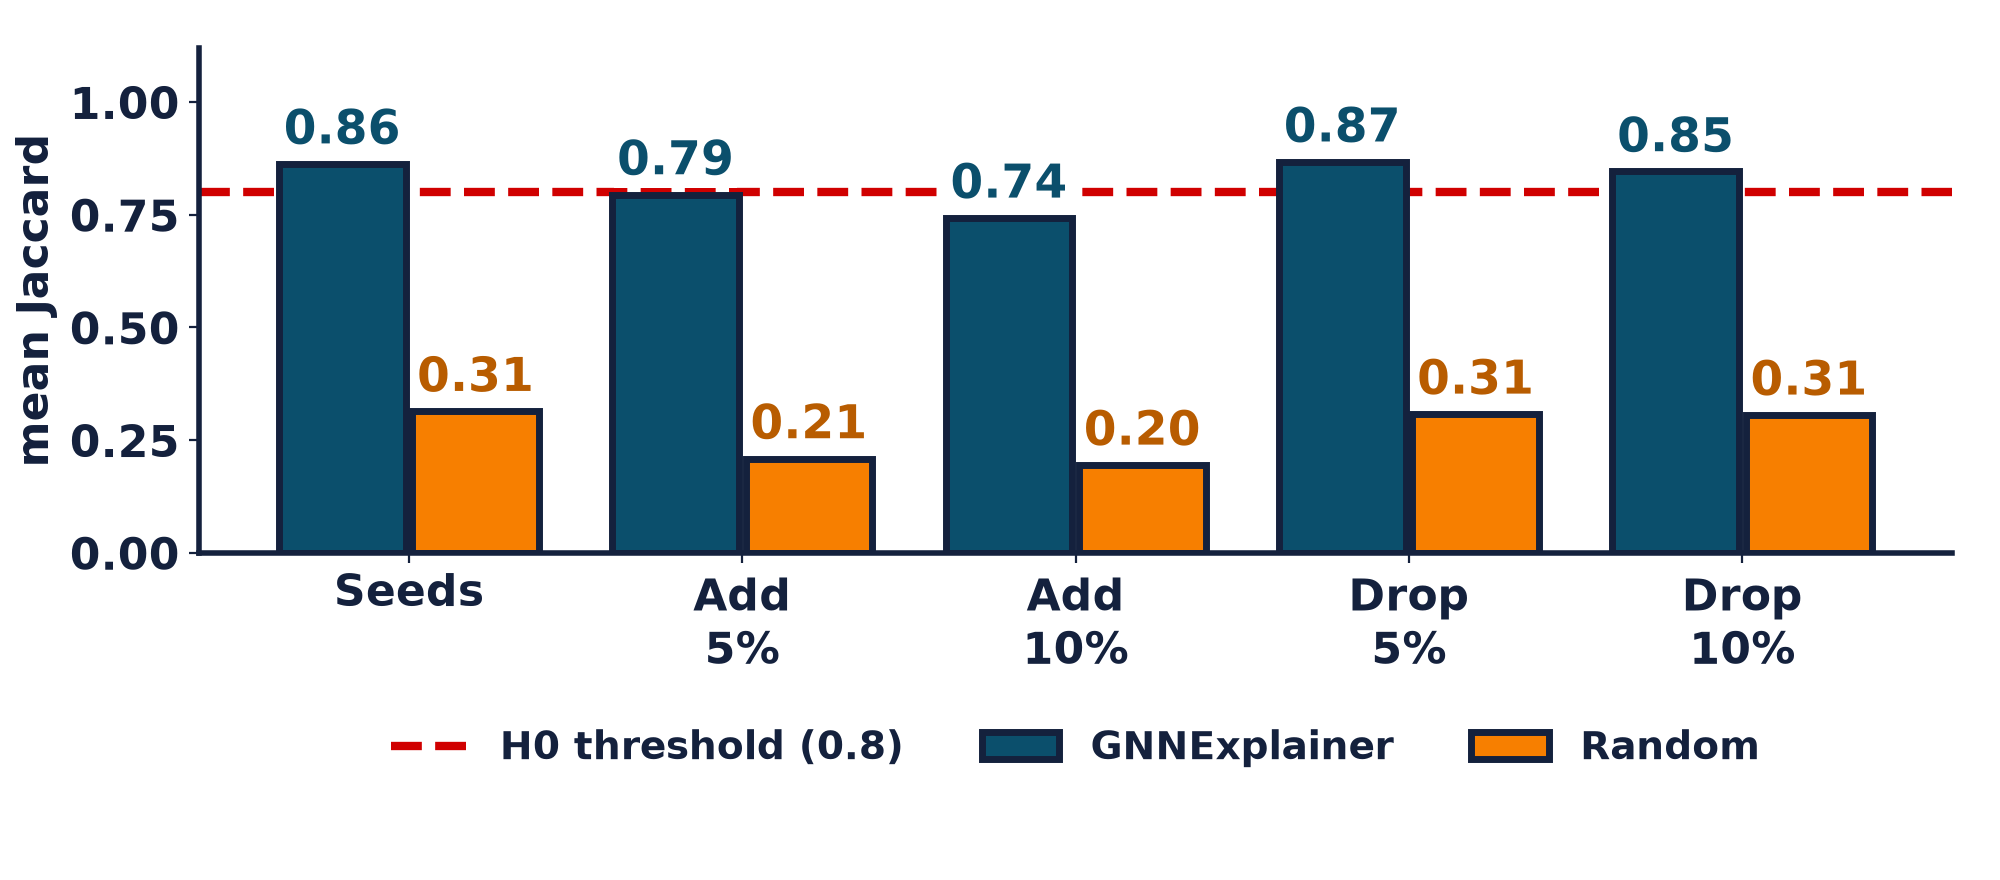 mean Jaccard
1.00
0.75
0.50
0.25
0.00
0.86
0.31
0.79
0.21
0.74
0.20
0.87
0.31
0.85
0.31
Seeds
Add
5%
Add
10%
Drop
5%
Drop
10%
H0 threshold (0.8)
GNNExplainer
Random